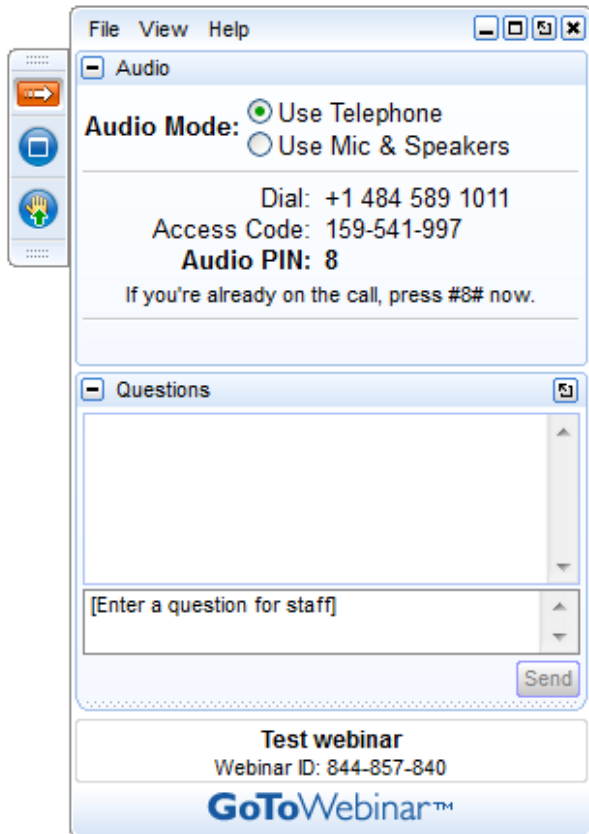 File View Help
Audio
Audio Mode: Use Telephone
Use Mic & Speakers
Dial: +1 484 589 1011
Access Code: 159-541-997
Audio PIN: 8
If you're already on the call, press #8# now.
Questions
[Enter a question for staff]
Send
Test webinar
Webinar ID: 844-857-840
GoToWebinar™